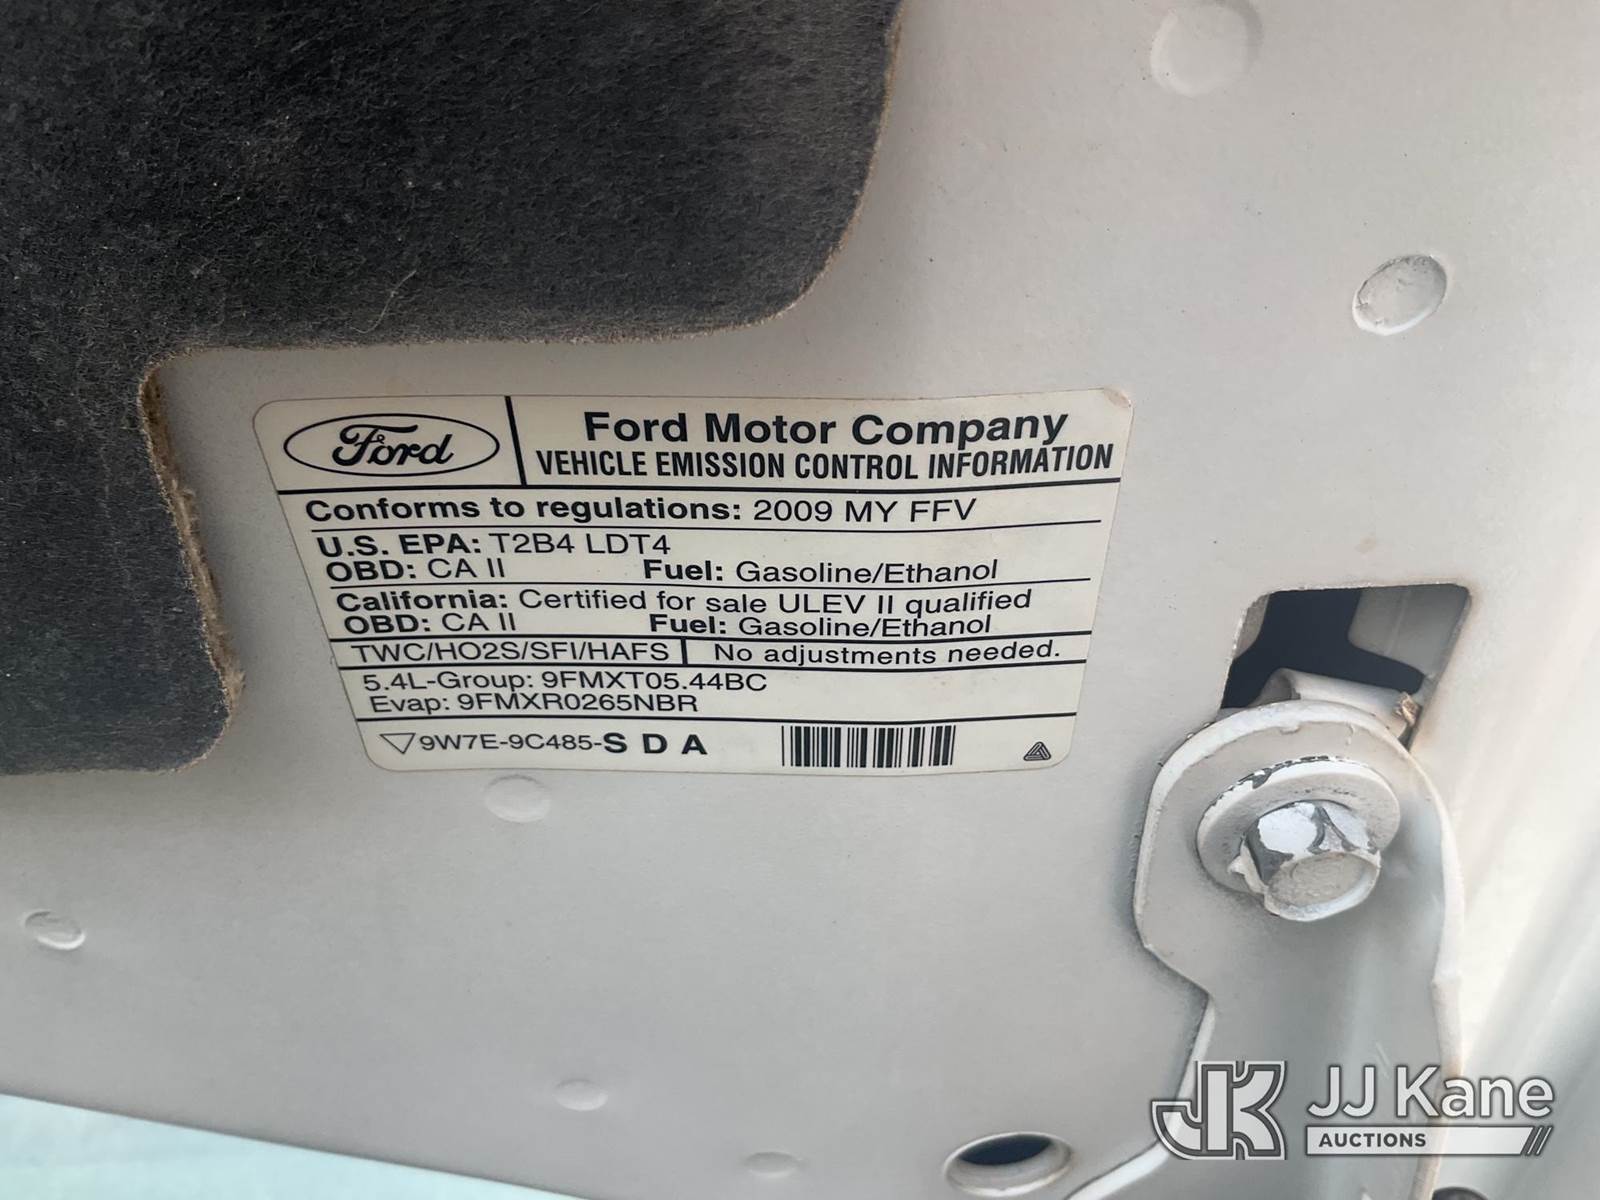 Ford
Ford Motor Company
VEHICLE EMISSION CONTROL INFORMATION
Conforms to regulations: 2009 MY FFV
U.S. EPA: T2B4 LDT4
OBD: CA II Fuel: Gasoline/Ethanol
California: Certified for sale ULEV II qualified
OBD: CA II Fuel: Gasoline/Ethanol
TWC/HO2S/SFI/HAFS No adjustments needed.
5.4L-Group: 9FMXT05.44BC
Evap: 9FMXR0265NBR
9W7E-9C485-S D A
JK JJ Kane
AUCTIONS